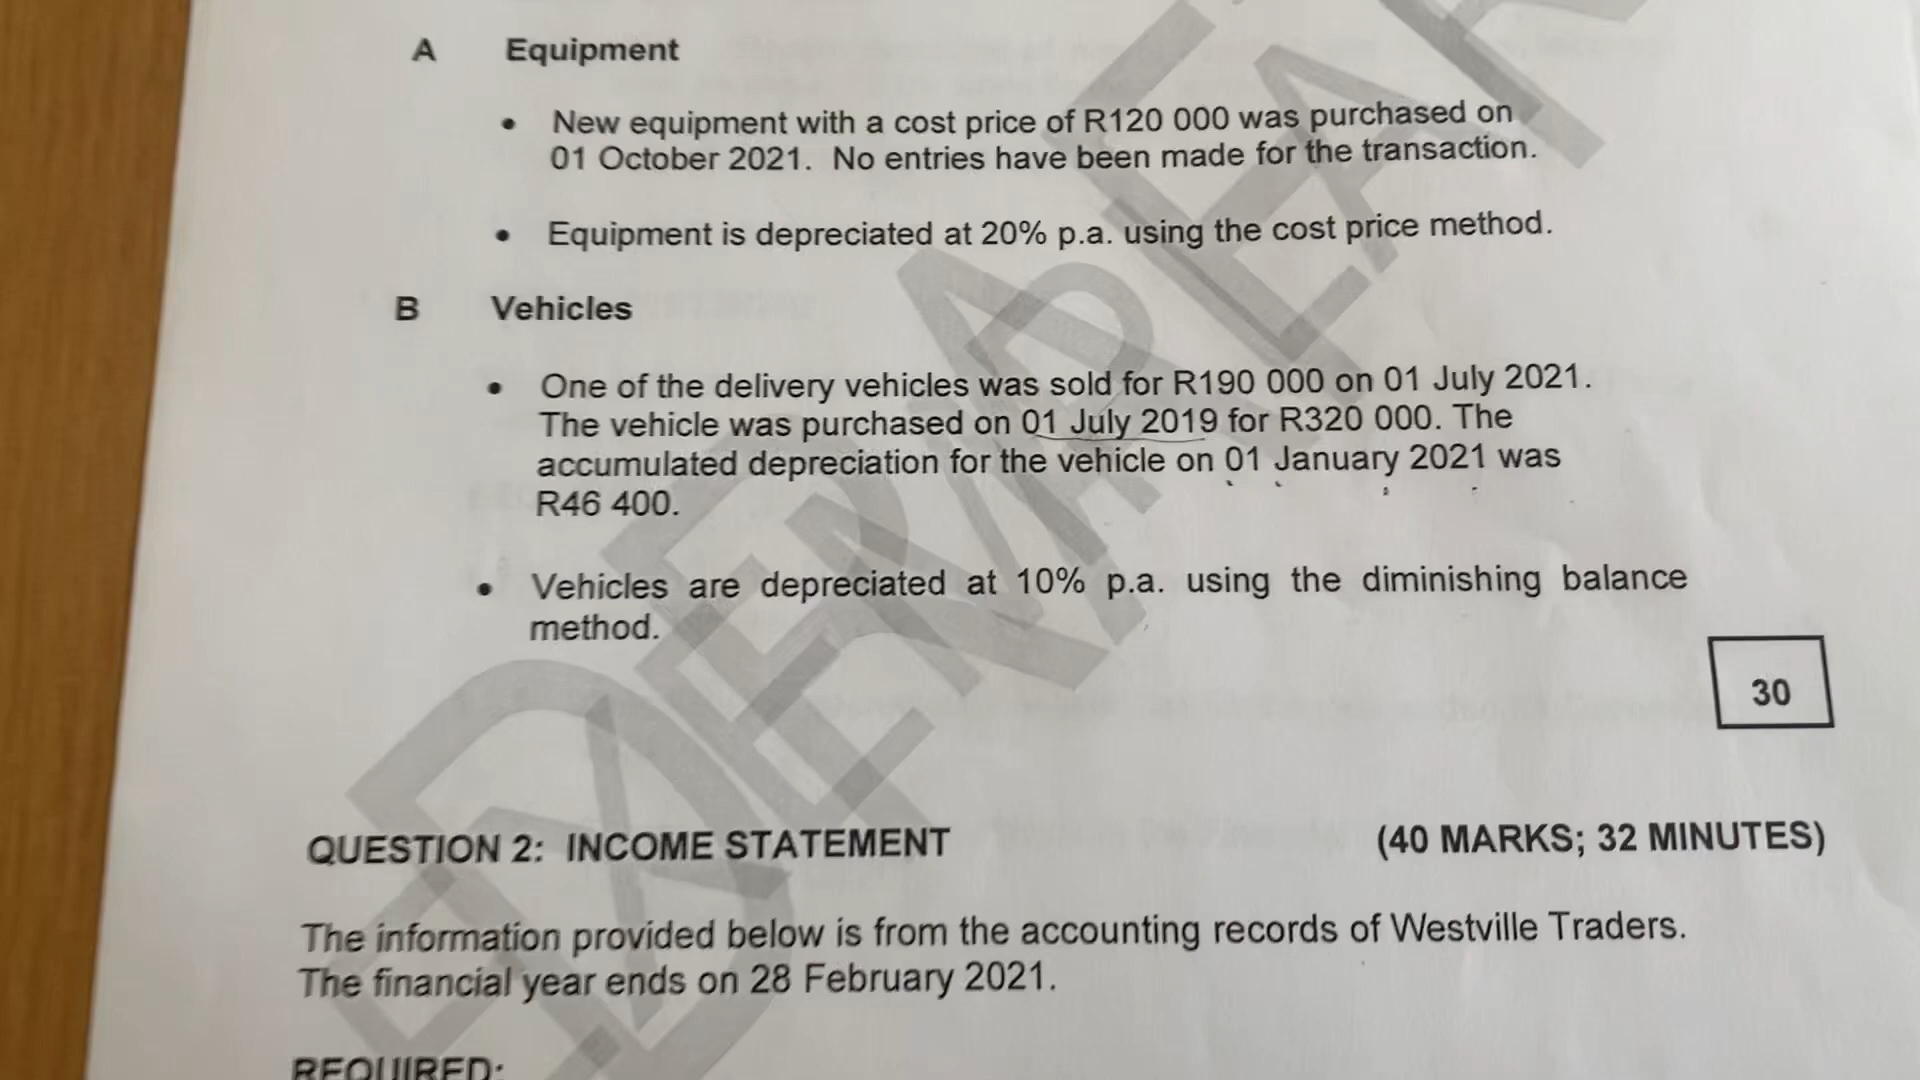 A Equipment
• New equipment with a cost price of R120 000 was purchased on
01 October 2021. No entries have been made for the transaction.
• Equipment is depreciated at 20% p.a. using the cost price method.
B Vehicles
• One of the delivery vehicles was sold for R190 000 on 01 July 2021.
The vehicle was purchased on 01 July 2019 for R320 000. The
accumulated depreciation for the vehicle on 01 January 2021 was
R46 400.
• Vehicles are depreciated at 10% p.a. using the diminishing balance
method.
30
QUESTION 2: INCOME STATEMENT (40 MARKS; 32 MINUTES)
The information provided below is from the accounting records of Westville Traders.
The financial year ends on 28 February 2021.
REQUIRED: